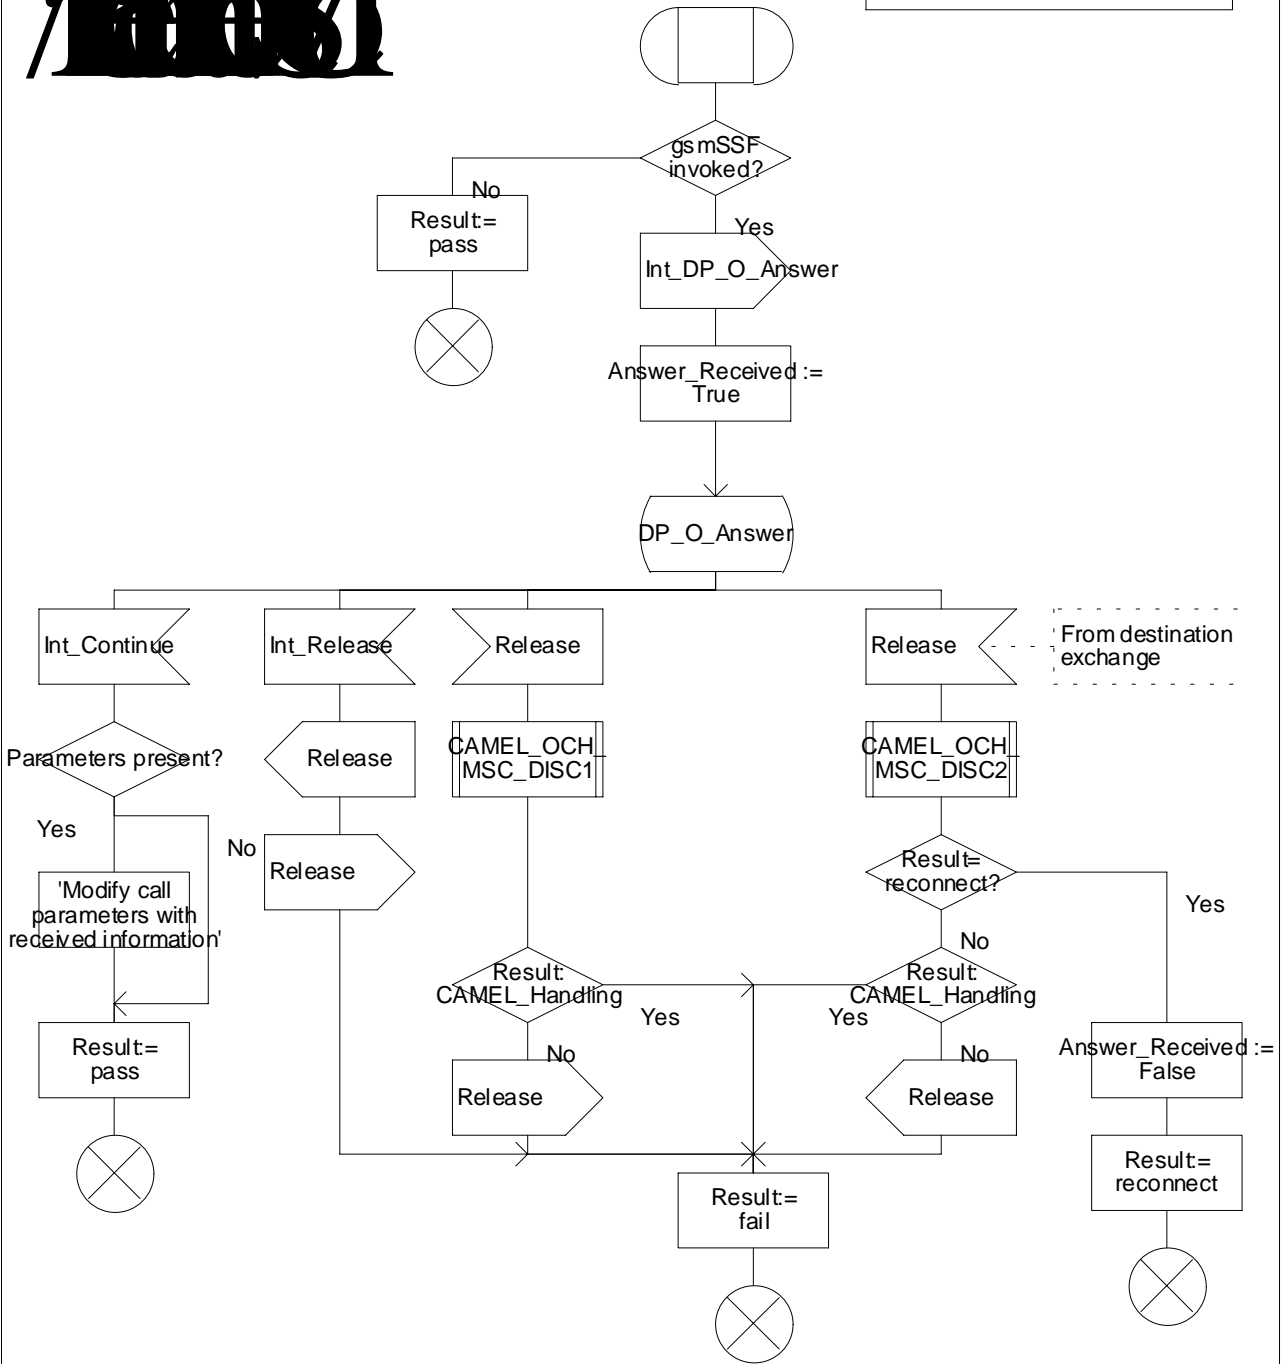 gsmSSF
invoked?
No
Yes
Result:=
pass
Int_DP_O_Answer
Answer_Received :=
True
DP_O_Answer
Int_Continue
Int_Release
Release
Release
From destination
exchange
Parameters present?
Release
CAMEL_OCH_
MSC_DISC1
CAMEL_OCH_
MSC_DISC2
Yes
No
Release
Result=
reconnect?
Yes
'Modify call
parameters with
received information'
No
Result:
CAMEL_Handling
Yes
Result:
CAMEL_Handling
Yes
Result:=
pass
No
Release
No
Release
Answer_Received :=
False
Result:=
fail
Result:=
reconnect